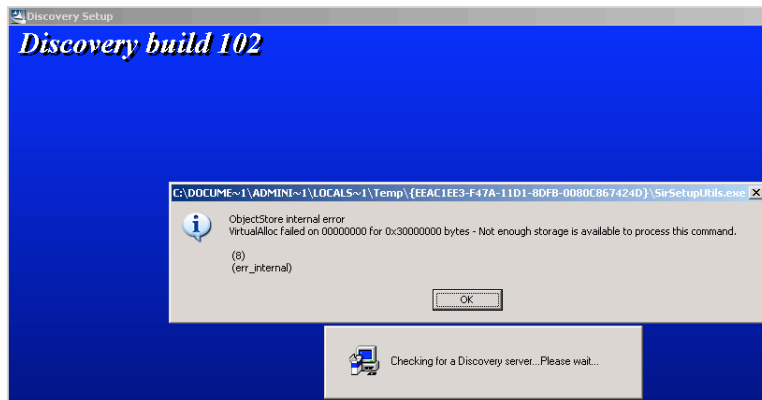 Discovery Setup
Discovery build 102
C:\DOCUME~1\ADMINI~1\LOCALS~1\Temp\{EEAC1EE3-F47A-11D1-8DFB-0080C867424D}\SirSetupUtils.exe
ObjectStore internal error
VirtualAlloc failed on 00000000 for 0x30000000 bytes - Not enough storage is available to process this command.
(8)
(err_internal)
OK
Checking for a Discovery server...Please wait...